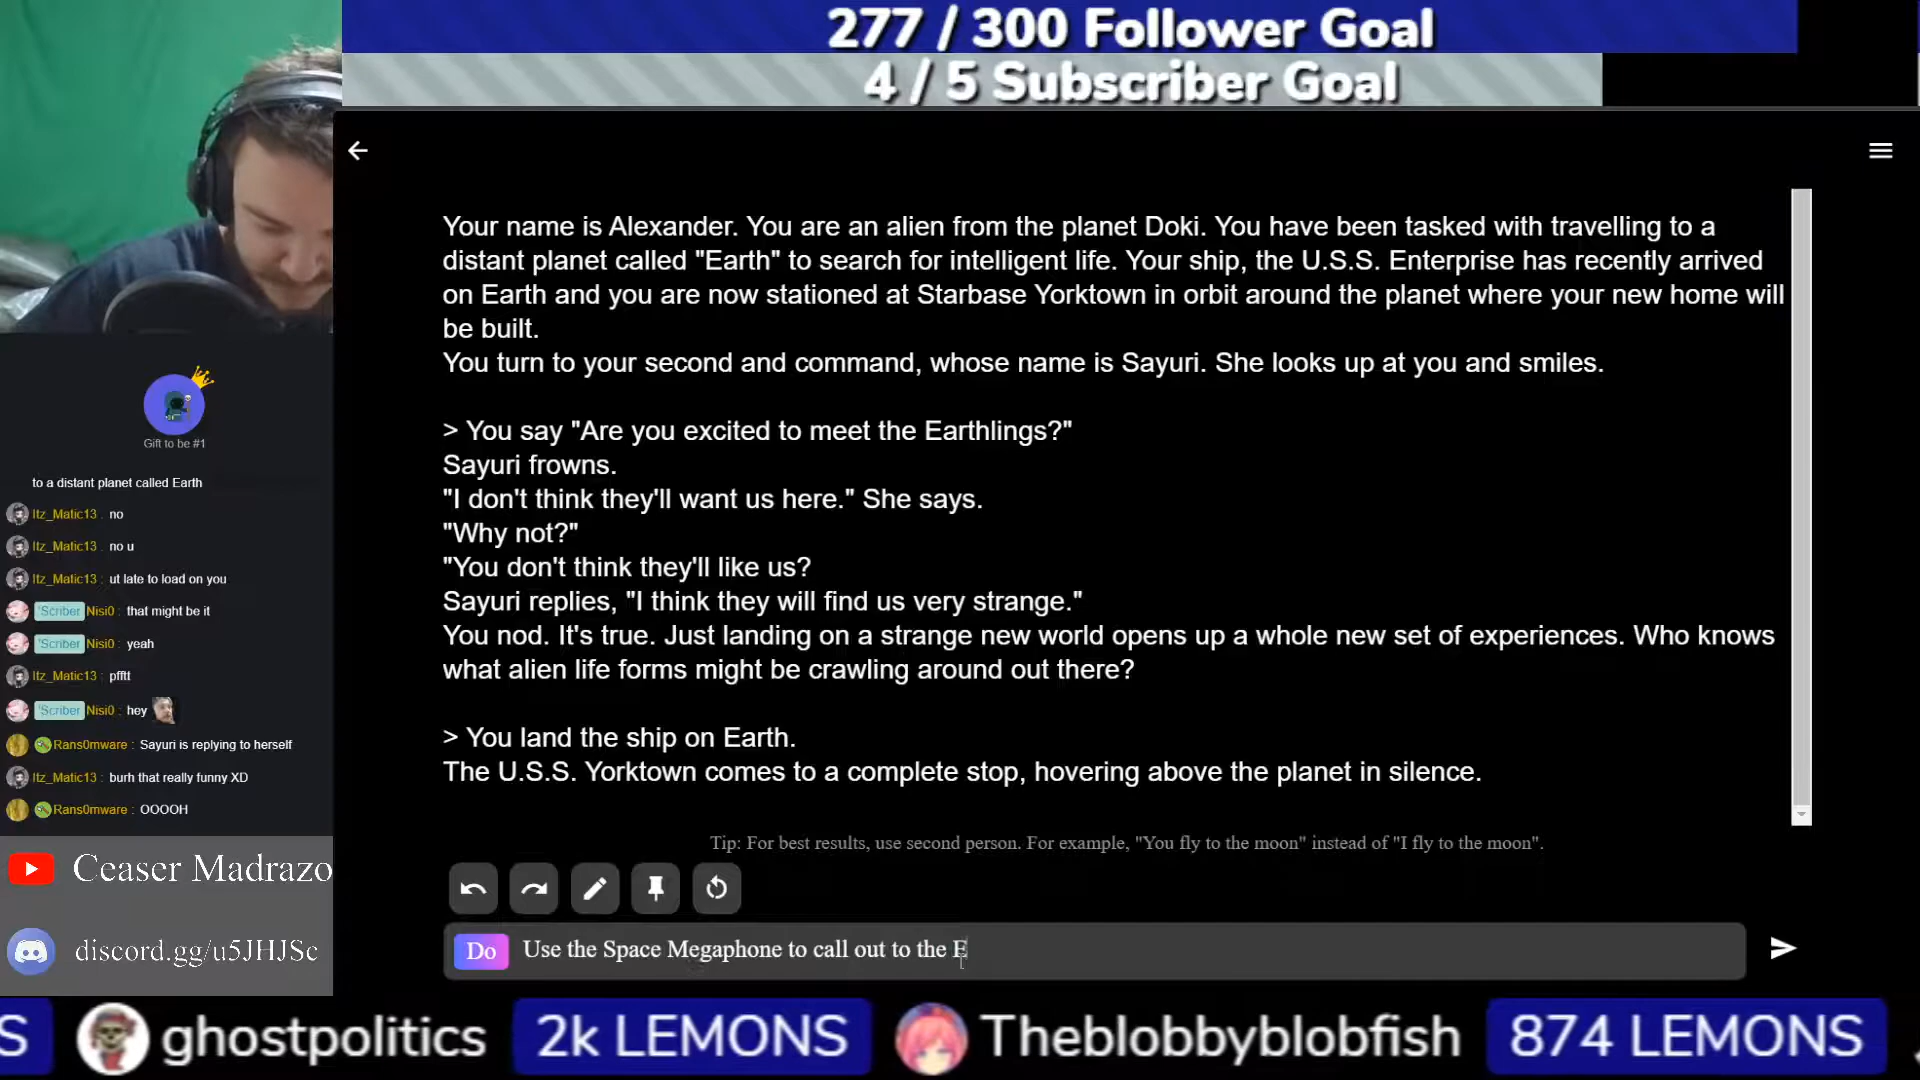 277 / 300 Follower Goal
4 / 5 Subscriber Goal
Your name is Alexander. You are an alien from the planet Doki. You have been tasked with travelling to a
distant planet called "Earth" to search for intelligent life. Your ship, the U.S.S. Enterprise has recently arrived
on Earth and you are now stationed at Starbase Yorktown in orbit around the planet where your new home will
be built.
You turn to your second and command, whose name is Sayuri. She looks up at you and smiles.
> You say "Are you excited to meet the Earthlings?"
Sayuri frowns.
"I don't think they'll want us here." She says.
"Why not?"
"You don't think they'll like us?
Sayuri replies, "I think they will find us very strange."
You nod. It's true. Just landing on a strange new world opens up a whole new set of experiences. Who knows
what alien life forms might be crawling around out there?
> You land the ship on Earth.
The U.S.S. Yorktown comes to a complete stop, hovering above the planet in silence.
Tip: For best results, use second person. For example, "You fly to the moon" instead of "I fly to the moon".
Do Use the Space Megaphone to call out to the E
Gift to be #1
to a distant planet called Earth
Itz_Matic13 : no
Itz_Matic13 : no u
Itz_Matic13 : ut late to load on you
'Scriber Nisi0 : that might be it
'Scriber Nisi0 : yeah
Itz_Matic13 : pfftt
'Scriber Nisi0 : hey
Rans0mware : Sayuri is replying to herself
Itz_Matic13 : burh that really funny XD
Rans0mware : OOOOH
Ceaser Madrazo
discord.gg/u5JHJSc
S ghostpolitics 2k LEMONS Theblobbyblobfish 874 LEMONS